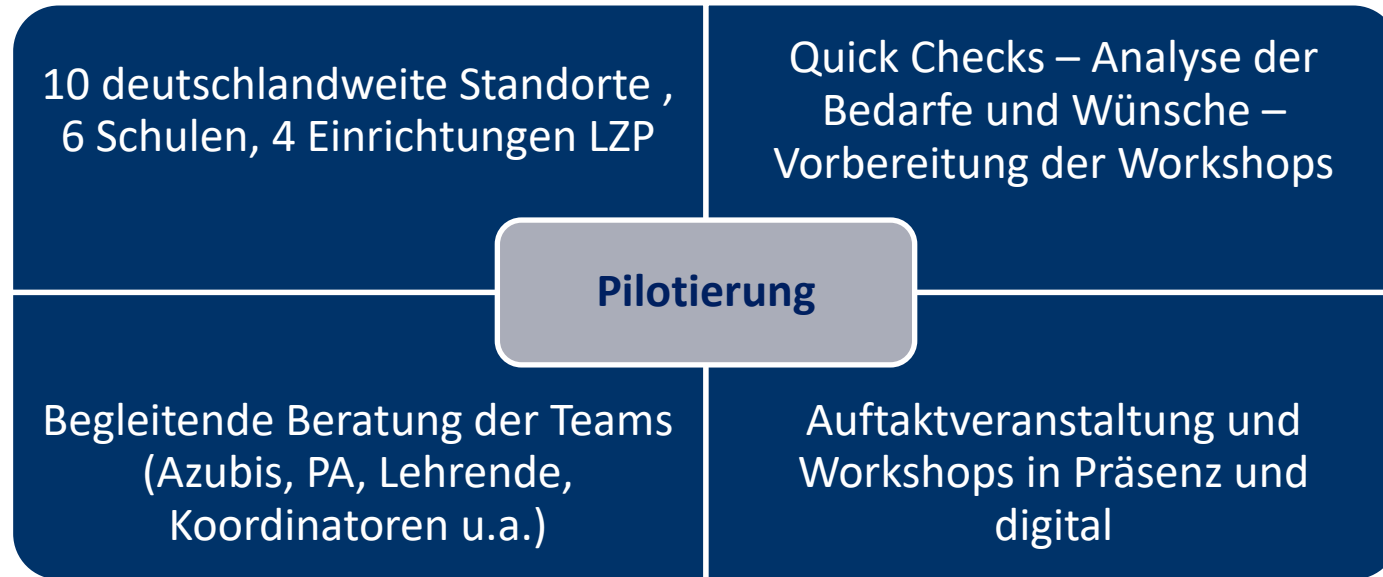 10 deutschlandweite Standorte ,
6 Schulen, 4 Einrichtungen LZP
Quick Checks – Analyse der
Bedarfe und Wünsche –
Vorbereitung der Workshops
Pilotierung
Begleitende Beratung der Teams
(Azubis, PA, Lehrende,
Koordinatoren u.a.)
Auftaktveranstaltung und
Workshops in Präsenz und
digital